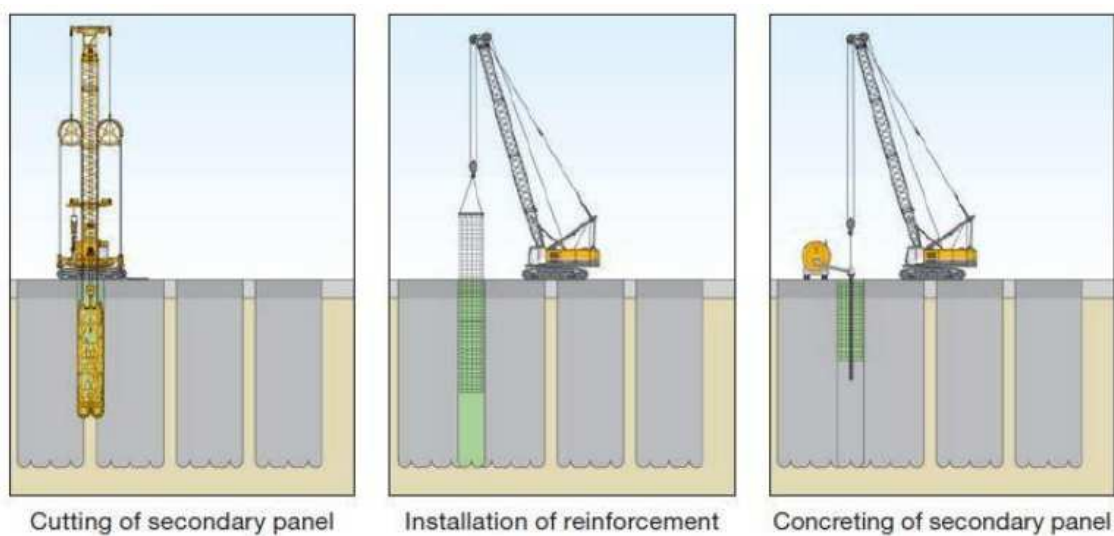 Cutting of secondary panel
Installation of reinforcement
Concreting of secondary panel